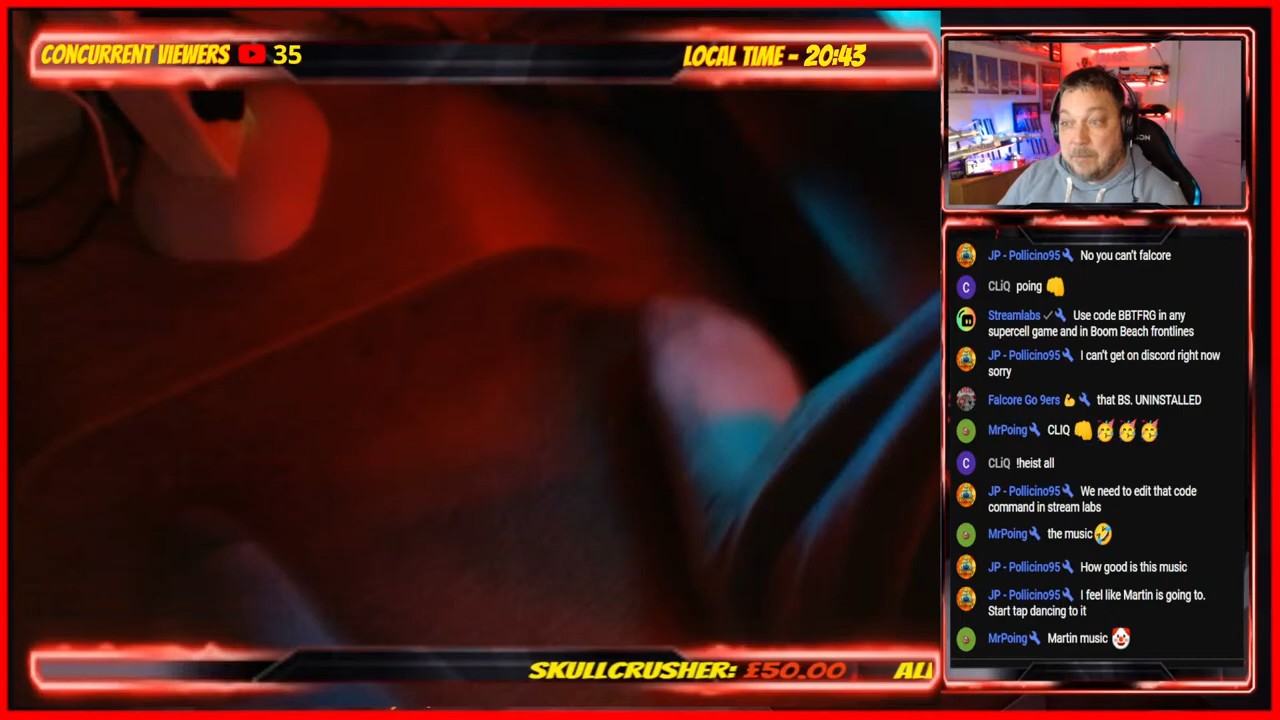 CONCURRENT VIEWERS 35
LOCAL TIME - 20:43
JP - Pollicino95 No you can't falcore
C CLiQ poing 👊
Streamlabs Use code BBTFRG in any
supercell game and in Boom Beach frontlines
JP - Pollicino95 I can't get on discord right now
sorry
Falcore Go 9ers 💪 that BS. UNINSTALLED
MrPoing CLIQ 👊🥳🥳🥳
C CLiQ !heist all
JP - Pollicino95 We need to edit that code
command in stream labs
MrPoing the music🤣
JP - Pollicino95 How good is this music
JP - Pollicino95 I feel like Martin is going to.
Start tap dancing to it
MrPoing Martin music 🤡
SKULLCRUSHER: £50.00